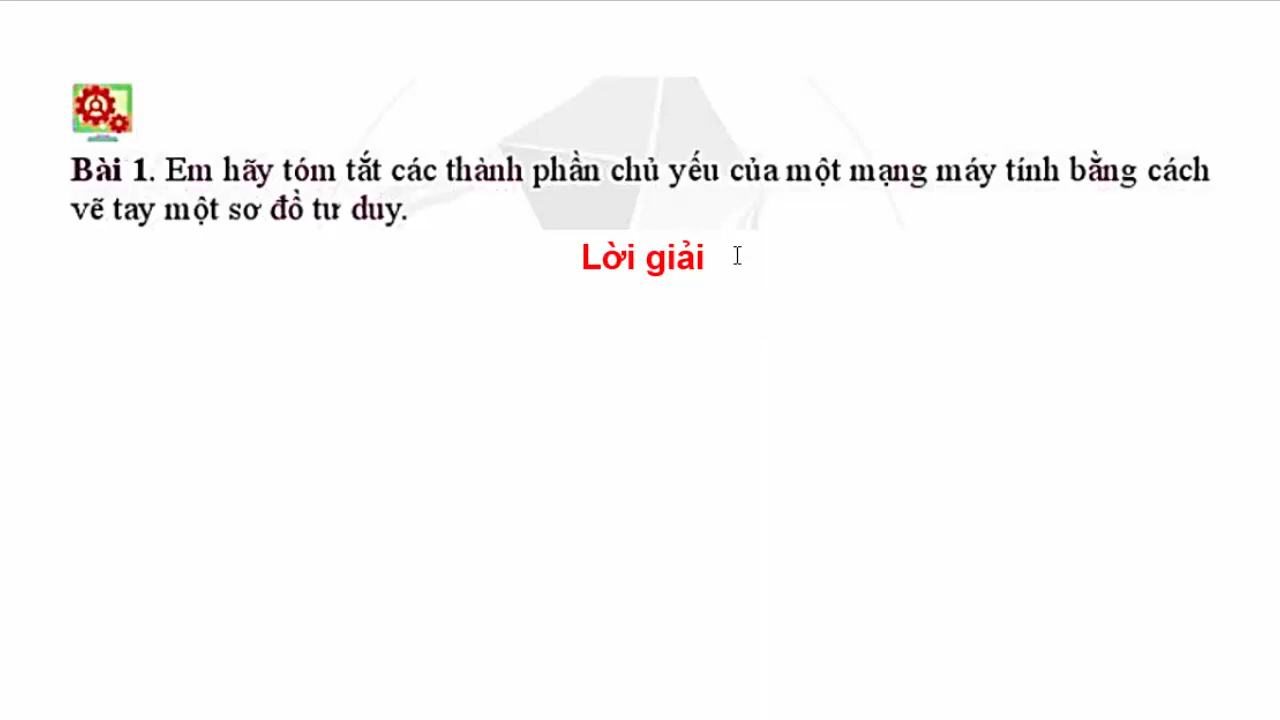 Bài 1. Em hãy tóm tắt các thành phần chủ yếu của một mạng máy tính bằng cách
vẽ tay một sơ đồ tư duy.
Lời giải